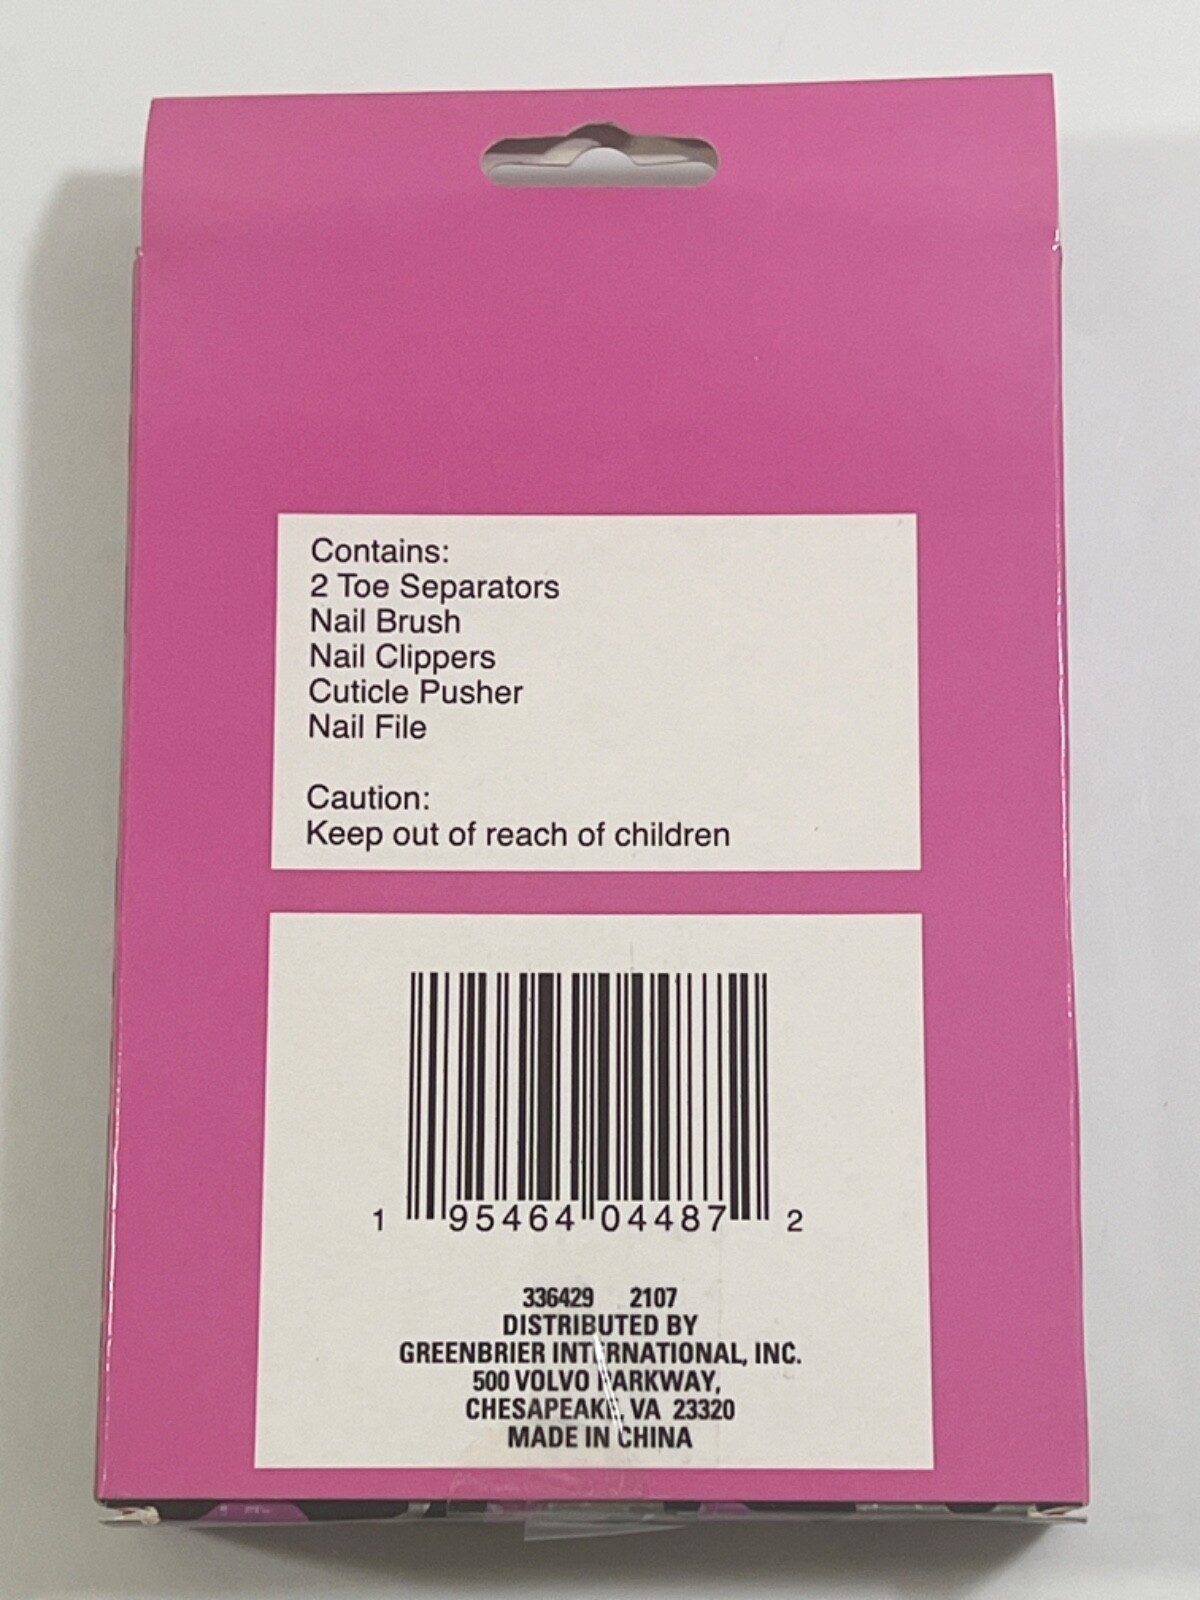 Contains:
2 Toe Separators
Nail Brush
Nail Clippers
Cuticle Pusher
Nail File
Caution:
Keep out of reach of children
1 95464 04487 2
336429 2107
DISTRIBUTED BY
GREENBRIER INTERNATIONAL, INC.
500 VOLVO PARKWAY,
CHESAPEAKE, VA 23320
MADE IN CHINA